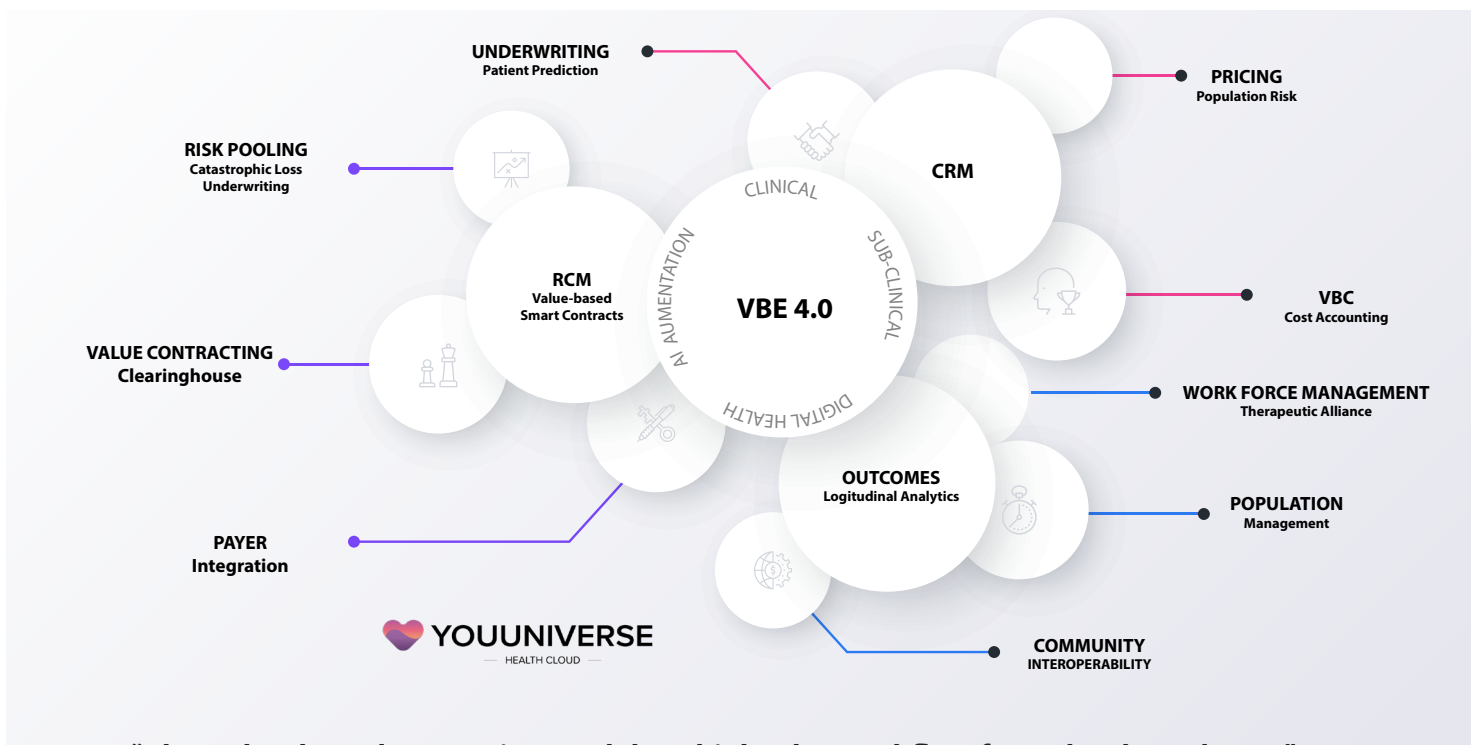 UNDERWRITING
Patient Prediction
PRICING
Population Risk
RISK POOLING
Catastrophic Loss
Underwriting
CRM
CLINICAL
SUB-CLINICAL
AI AUMENTATION
DIGITAL HEALTH
VBE 4.0
RCM
Value-based
Smart Contracts
VBC
Cost Accounting
VALUE CONTRACTING
Clearinghouse
WORK FORCE MANAGEMENT
Therapeutic Alliance
OUTCOMES
Logitudinal Analytics
POPULATION
Management
PAYER
Integration
YOUUNIVERSE
HEALTH CLOUD
COMMUNITY
INTEROPERABILITY